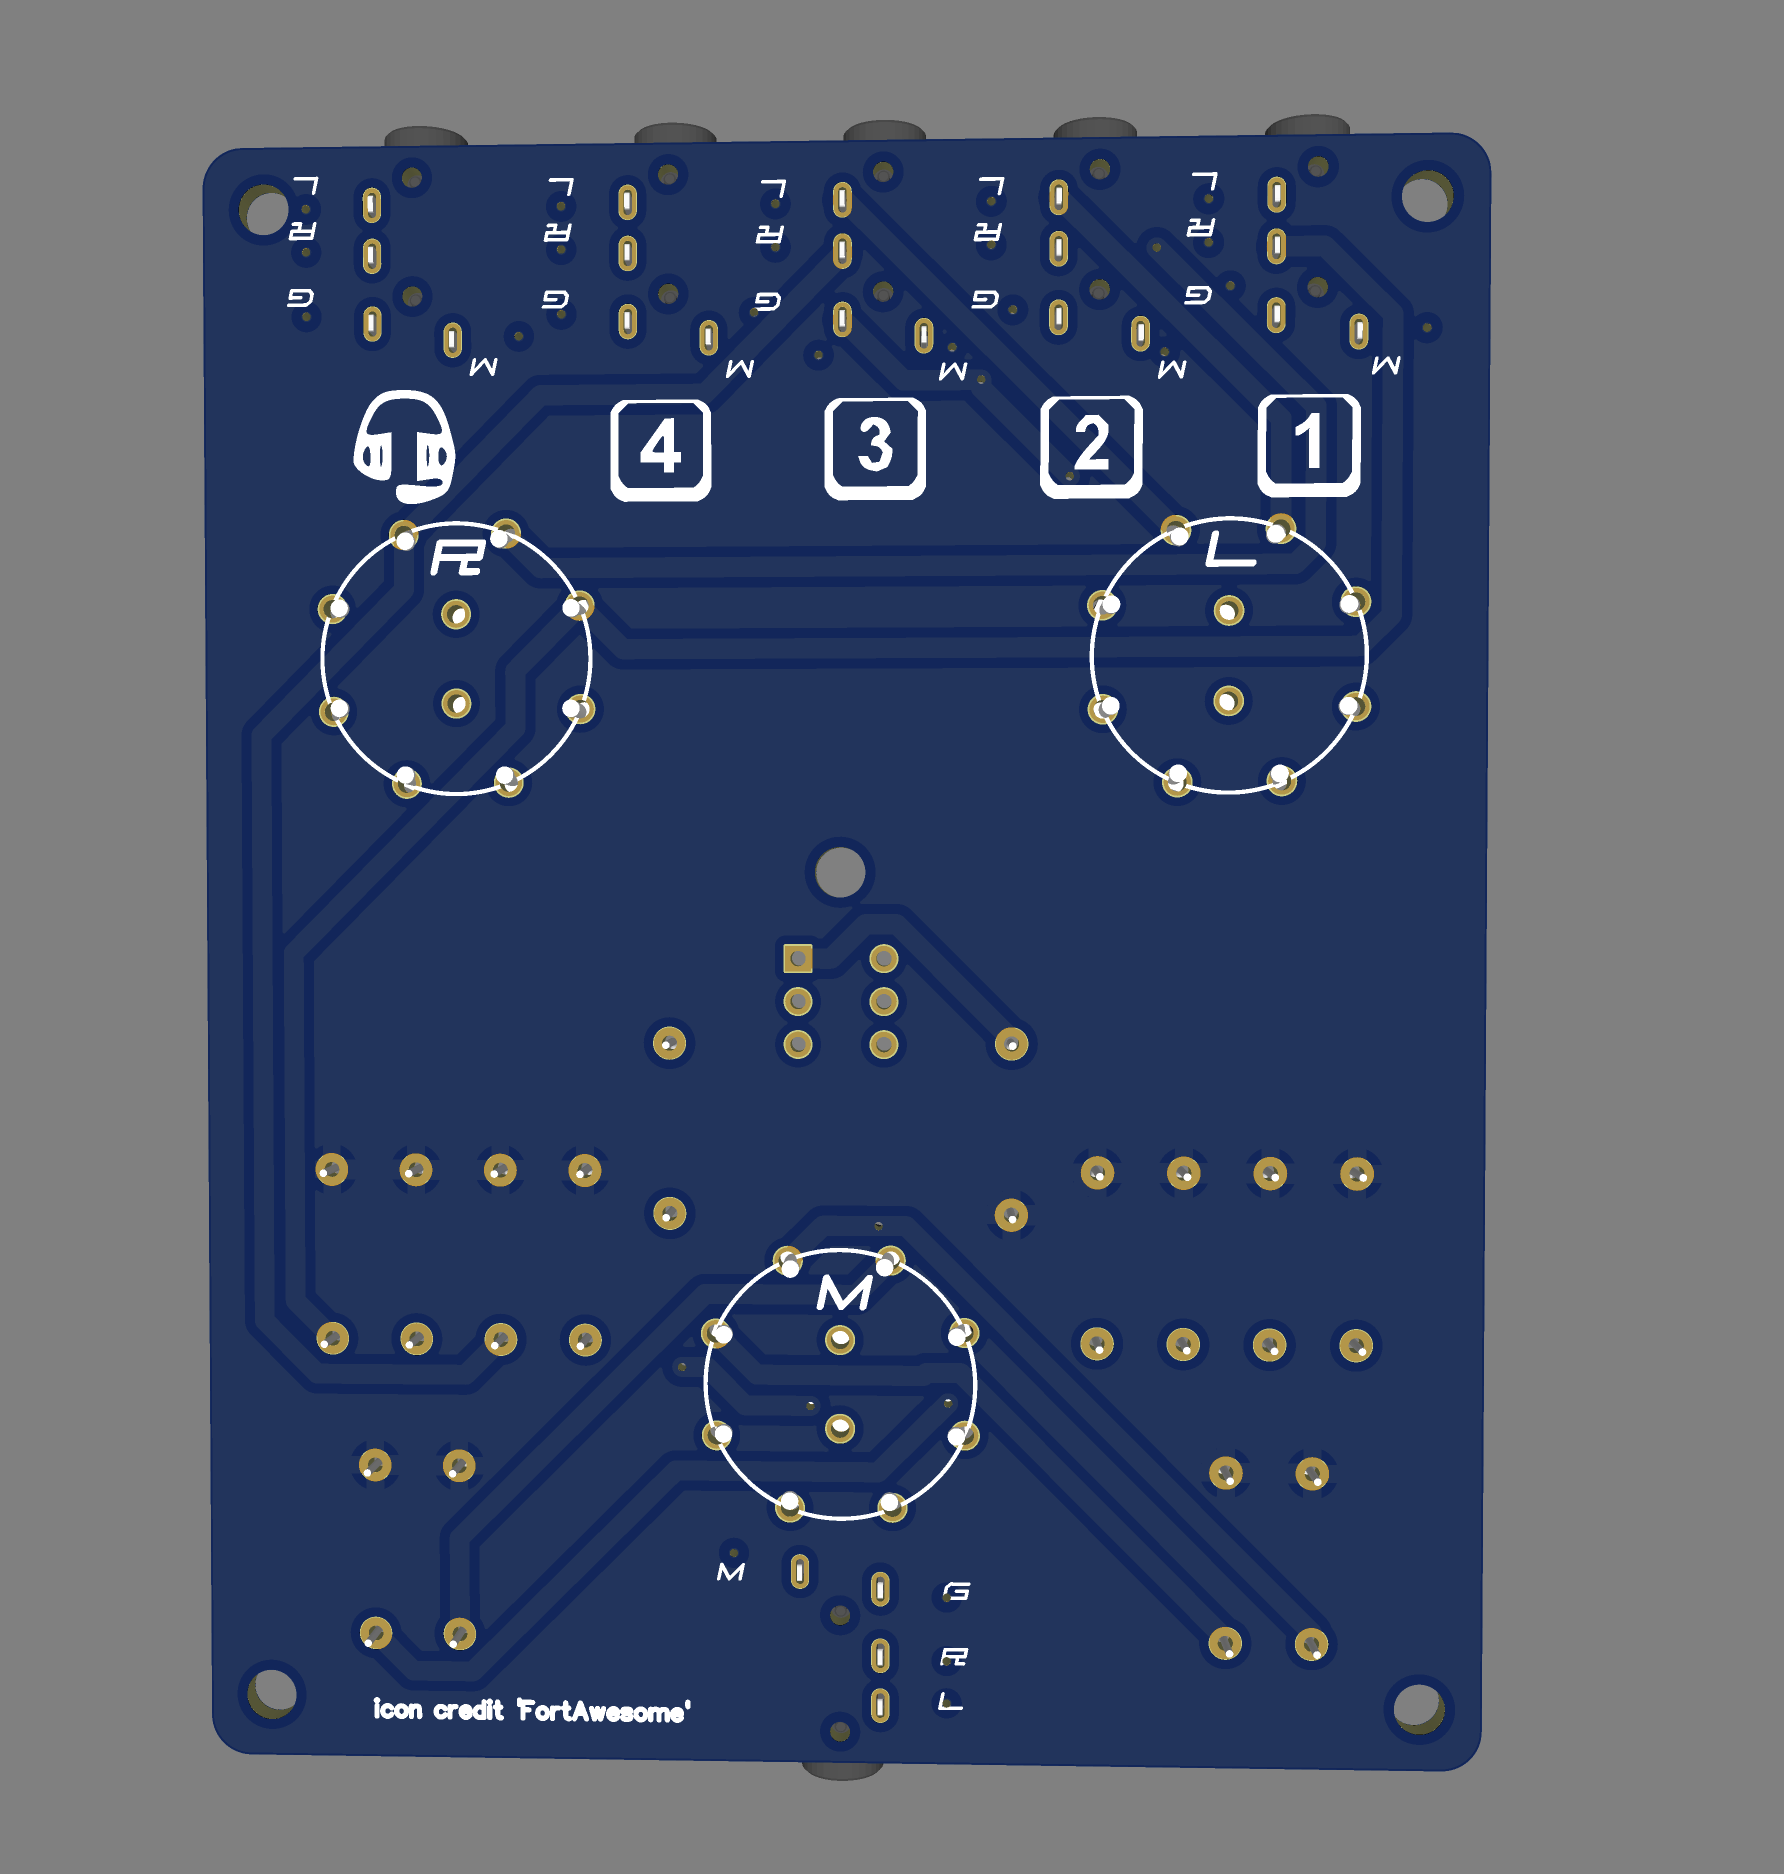 L L L L L
R R R R R
G G G G G
M M M M M
4 3 2 1
R L
M
M G
R
L
icon credit 'FortAwesome'